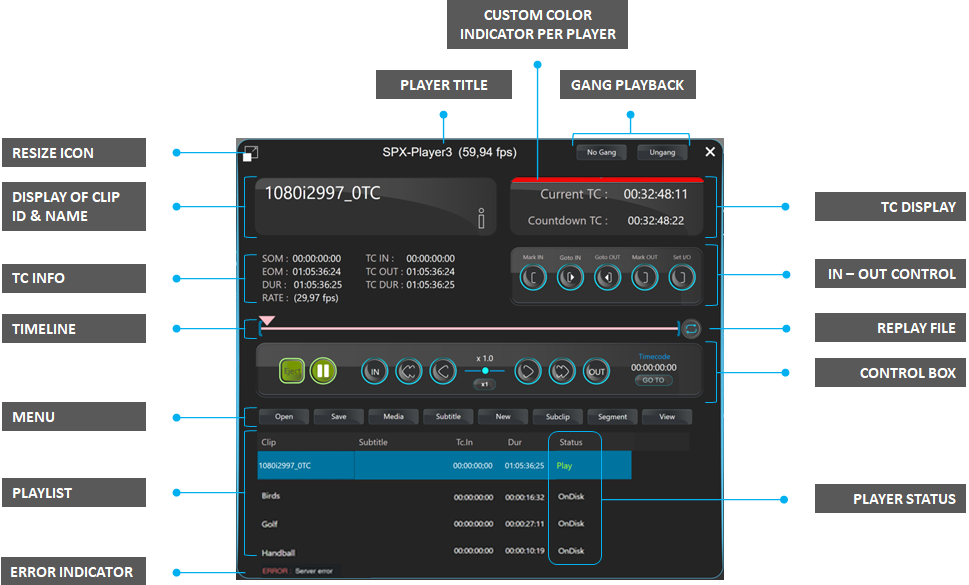 CUSTOM COLOR
INDICATOR PER PLAYER
PLAYER TITLE
GANG PLAYBACK
RESIZE ICON
SPX-Player3 (59,94 fps)
No Gang
Ungang
DISPLAY OF CLIP
ID & NAME
1080i2997_0TC
Current TC : 00:32:48:11
Countdown TC : 00:32:48:22
TC DISPLAY
TC INFO
SOM : 00:00:00:00 TC IN : 00:00:00:00
EOM : 01:05:36:24 TC OUT : 01:05:36:24
DUR : 01:05:36:25 TC DUR : 01:05:36:25
RATE : (29,97 fps)
Mark IN Goto IN Goto OUT Mark OUT Set I/O
IN – OUT CONTROL
TIMELINE
REPLAY FILE
Eject
IN
x 1.0
x1
OUT
Timecode
00:00:00:00
GO TO
CONTROL BOX
MENU
Open Save Media Subtitle New Subclip Segment View
PLAYLIST
Clip Subtitle Tc.In Dur Status
1080i2997_0TC 00:00:00;00 01:05:36;25 Play
Birds 00:00:00:00 00:00:16:32 OnDisk
Golf 00:00:00:00 00:00:27:11 OnDisk
Handball 00:00:00:00 00:00:10:19 OnDisk
PLAYER STATUS
ERROR INDICATOR
ERROR : Server error